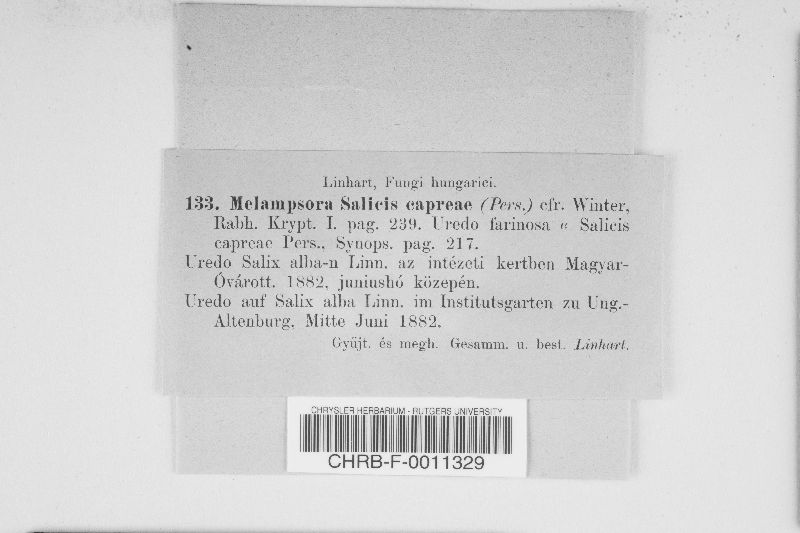 Linhart, Fungi hungarici.
133. Melampsora Salicis capreae (Pers.) cfr. Winter,
Rabh. Krypt. I. pag. 239. Uredo farinosa α Salicis
capreae Pers., Synops. pag. 217.
Uredo Salix alba-n Linn. az intézeti kertben Magyar-
Óvárott. 1882, juniushó közepén.
Uredo auf Salix alba Linn. im Institutsgarten zu Ung.-
Altenburg, Mitte Juni 1882.
Gyüjt. és megh. Gesamm. u. best. Linhart.
CHRYSLER HERBARIUM - RUTGERS UNIVERSITY
CHRB-F-0011329